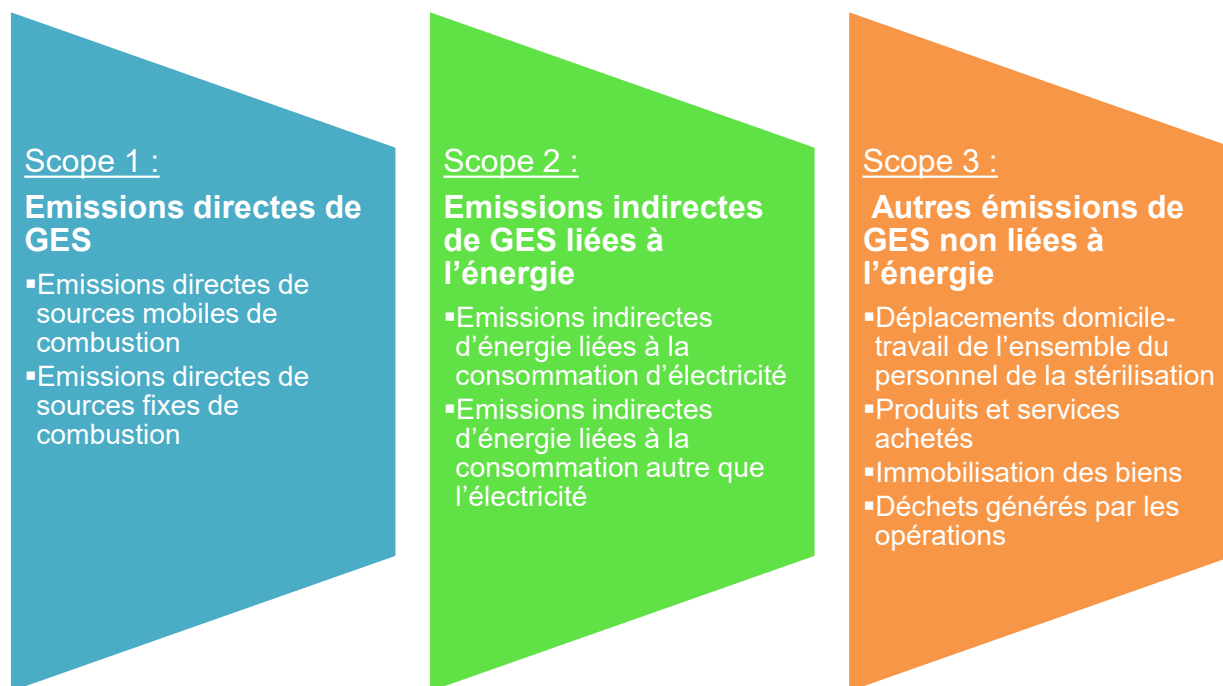 Scope 1 :
Emissions directes de
GES
▪Emissions directes de
sources mobiles de
combustion
▪Emissions directes de
sources fixes de
combustion
Scope 2 :
Emissions indirectes
de GES liées à
l’énergie
▪Emissions indirectes
d’énergie liées à la
consommation d’électricité
▪Emissions indirectes
d’énergie liées à la
consommation autre que
l’électricité
Scope 3 :
Autres émissions de
GES non liées à
l’énergie
▪Déplacements domicile-
travail de l’ensemble du
personnel de la stérilisation
▪Produits et services
achetés
▪Immobilisation des biens
▪Déchets générés par les
opérations